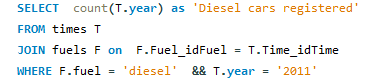 SELECT count(T.year) as 'Diesel cars registered'
FROM times T
JOIN fuels F on F.Fuel_idFuel = T.Time_idTime
WHERE F.fuel = 'diesel' && T.year = '2011'